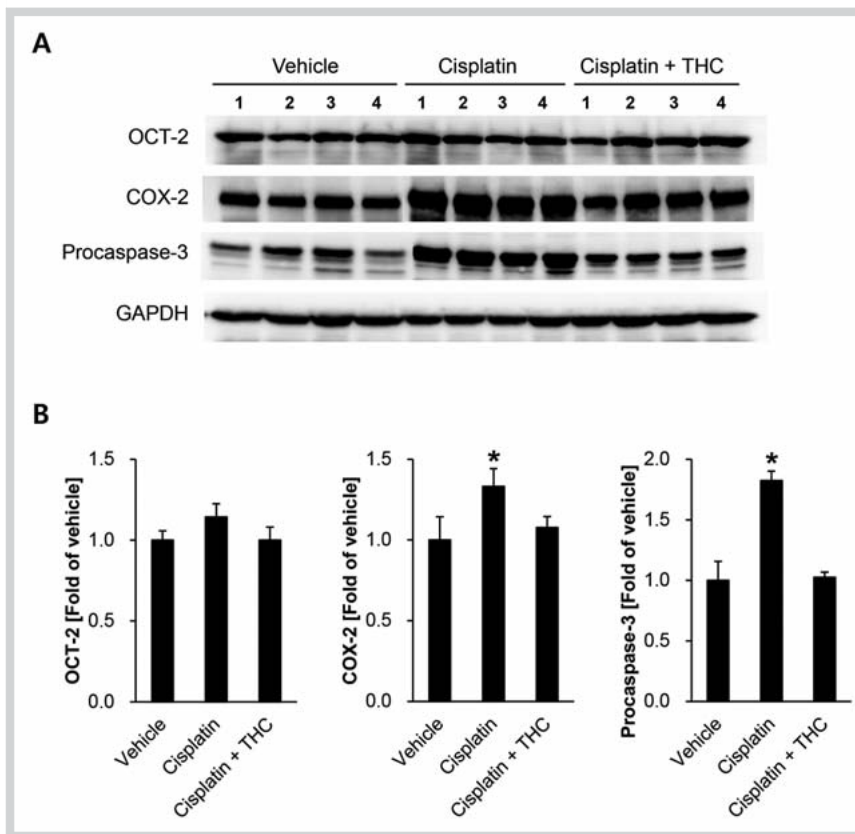 A
Vehicle Cisplatin Cisplatin + THC
1 2 3 4 1 2 3 4 1 2 3 4
OCT-2
COX-2
Procaspase-3
GAPDH
B
OCT-2 [Fold of vehicle]
1.5
1.0
0.5
0.0
Vehicle
Cisplatin
Cisplatin + THC
COX-2 [Fold of vehicle]
1.5
1.0
0.5
0.0
*
Vehicle
Cisplatin
Cisplatin + THC
Procaspase-3 [Fold of vehicle]
2.0
1.5
1.0
0.5
0.0
*
Vehicle
Cisplatin
Cisplatin + THC